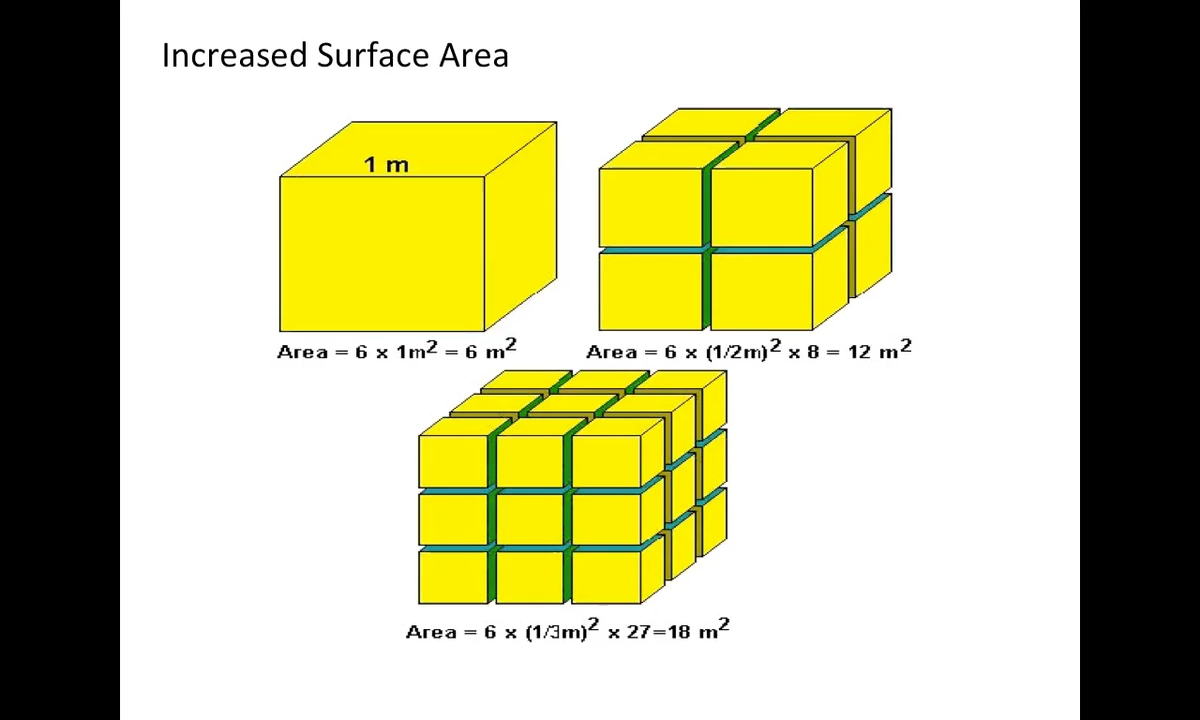 Increased Surface Area
1 m
Area = 6 x 1m² = 6 m²
Area = 6 x (1/2m)² x 8 = 12 m²
Area = 6 x (1/3m)² x 27=18 m²